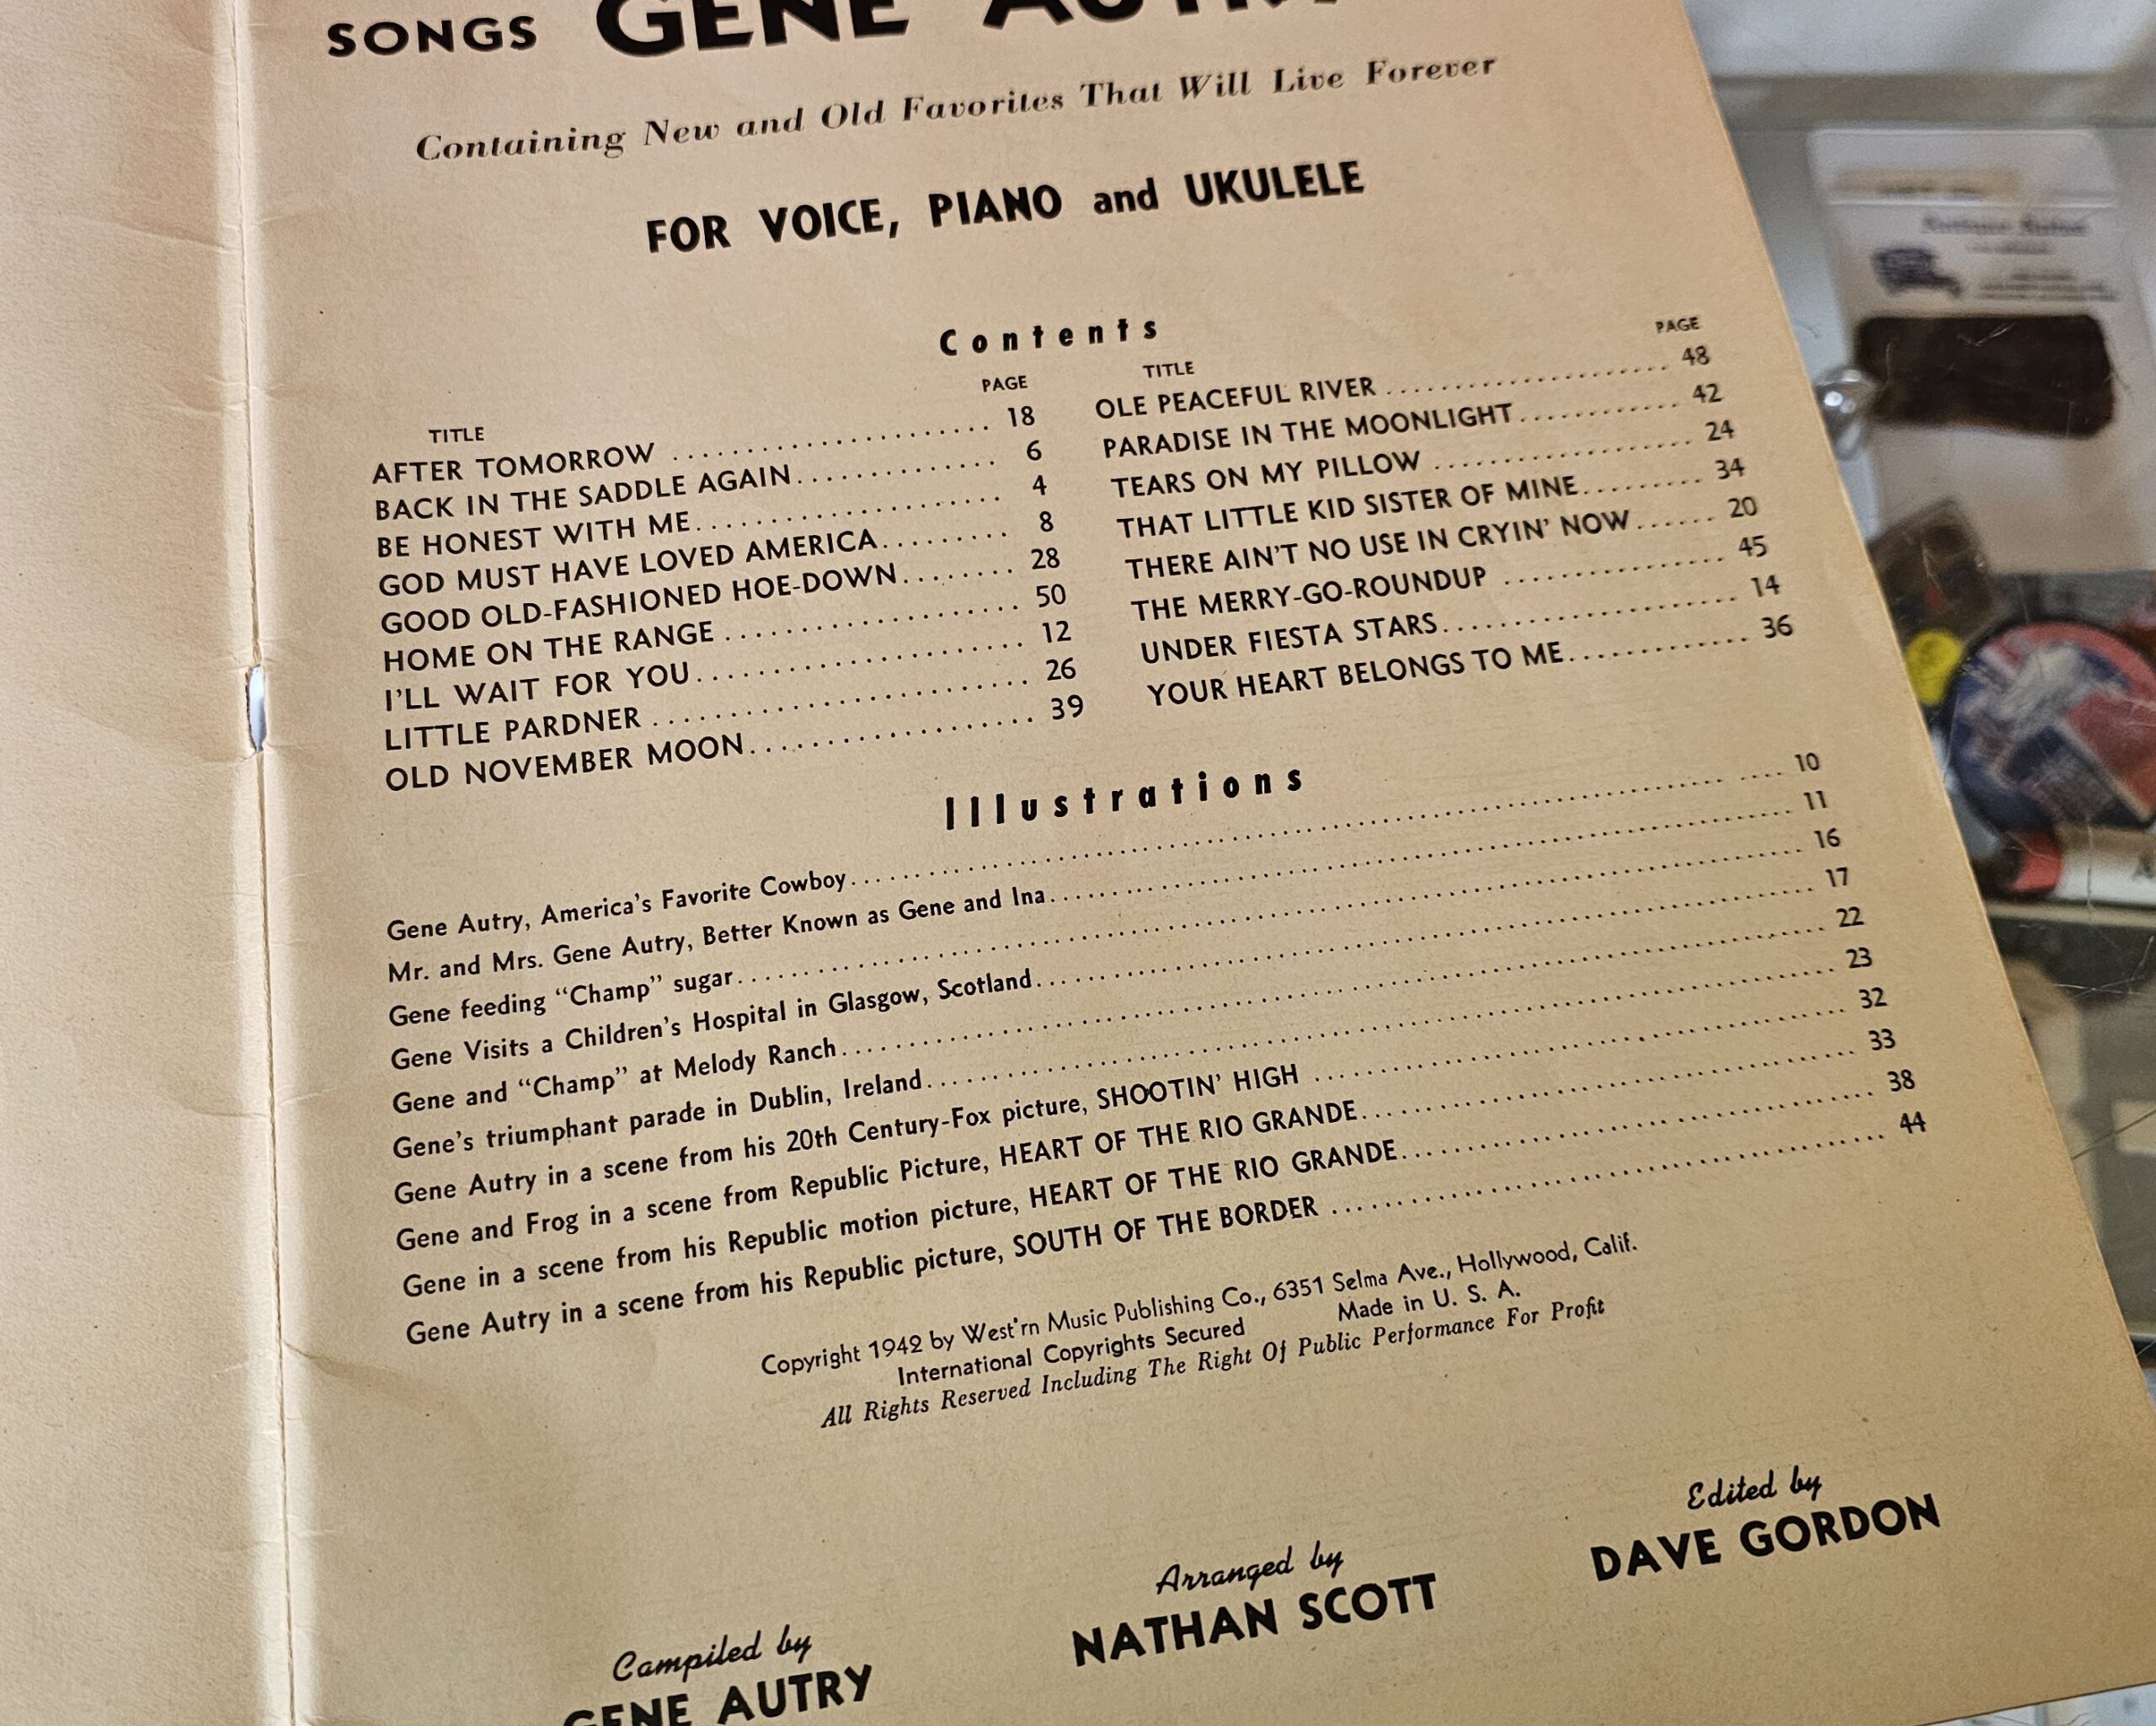 SONGS GENE AUTRY
Containing New and Old Favorites That Will Live Forever
FOR VOICE, PIANO and UKULELE
Contents
TITLE PAGE
AFTER TOMORROW 18
BACK IN THE SADDLE AGAIN 6
BE HONEST WITH ME 4
GOD MUST HAVE LOVED AMERICA 8
GOOD OLD-FASHIONED HOE-DOWN 28
HOME ON THE RANGE 50
I'LL WAIT FOR YOU 12
LITTLE PARDNER 26
OLD NOVEMBER MOON 39
TITLE PAGE
OLE PEACEFUL RIVER 48
PARADISE IN THE MOONLIGHT 42
TEARS ON MY PILLOW 24
THAT LITTLE KID SISTER OF MINE 34
THERE AIN'T NO USE IN CRYIN' NOW 20
THE MERRY-GO-ROUNDUP 45
UNDER FIESTA STARS 14
YOUR HEART BELONGS TO ME 36
Illustrations
Gene Autry, America's Favorite Cowboy 10
Mr. and Mrs. Gene Autry, Better Known as Gene and Ina 11
Gene feeding "Champ" sugar 16
Gene Visits a Children's Hospital in Glasgow, Scotland 17
Gene and "Champ" at Melody Ranch 22
Gene's triumphant parade in Dublin, Ireland 23
Gene Autry in a scene from his 20th Century-Fox picture, SHOOTIN' HIGH 32
Gene and Frog in a scene from Republic Picture, HEART OF THE RIO GRANDE 33
Gene in a scene from his Republic motion picture, HEART OF THE RIO GRANDE 38
Gene Autry in a scene from his Republic picture, SOUTH OF THE BORDER 44
Copyright 1942 by West'rn Music Publishing Co., 6351 Selma Ave., Hollywood, Calif.
International Copyrights Secured Made in U. S. A.
All Rights Reserved Including The Right Of Public Performance For Profit
Compiled by
GENE AUTRY
Arranged by
NATHAN SCOTT
Edited by
DAVE GORDON